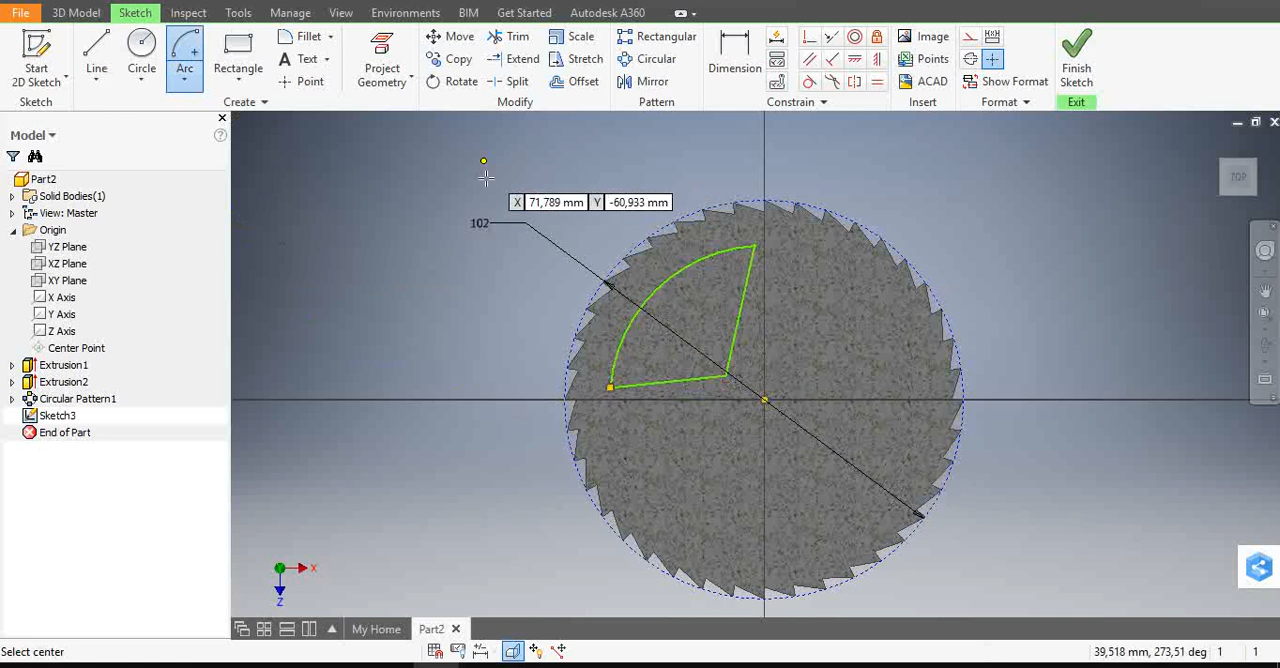 File 3D Model Sketch Inspect Tools Manage View Environments BIM Get Started Autodesk A360
Start 2D Sketch
Line
Circle
Arc
Rectangle
Fillet
Text
Point
Project Geometry
Move
Copy
Rotate
Trim
Extend
Split
Scale
Stretch
Offset
Rectangular
Circular
Mirror
Dimension
Image
Points
ACAD
Show Format
Finish Sketch
Sketch Create Modify Pattern Constrain Insert Format Exit
Model
Part2
Solid Bodies(1)
View: Master
Origin
YZ Plane
XZ Plane
XY Plane
X Axis
Y Axis
Z Axis
Center Point
Extrusion1
Extrusion2
Circular Pattern1
Sketch3
End of Part
TOP
X 71,789 mm Y -60,933 mm
102
X
Z
My Home Part2
Select center
39,518 mm, 273,51 deg 1 1